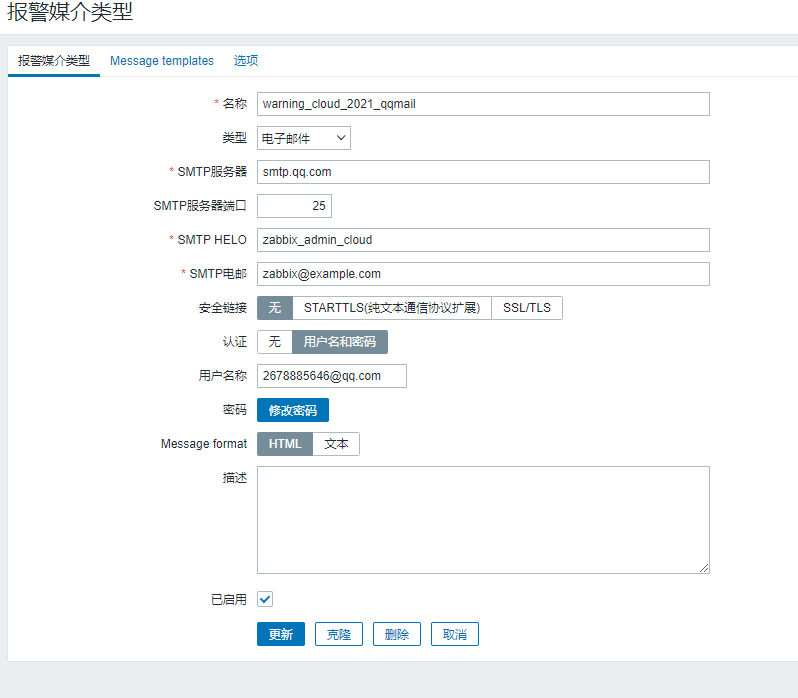 报警媒介类型
报警媒介类型 Message templates 选项
* 名称 warning_cloud_2021_qqmail
类型 电子邮件
* SMTP服务器 smtp.qq.com
SMTP服务器端口 25
* SMTP HELO zabbix_admin_cloud
* SMTP电邮 zabbix@example.com
安全链接 无 STARTTLS(纯文本通信协议扩展) SSL/TLS
认证 无 用户名和密码
用户名称 2678885646@qq.com
密码 修改密码
Message format HTML 文本
描述
已启用
更新 克隆 删除 取消